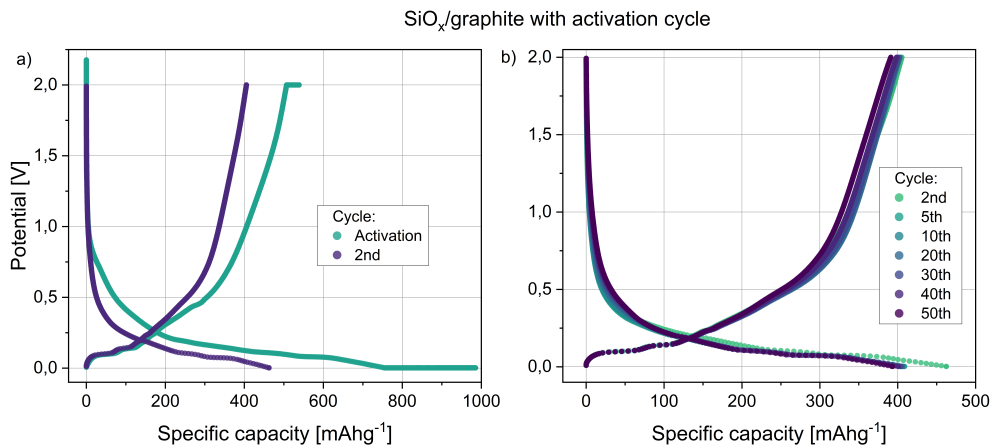 SiOx/graphite with activation cycle
a)
2,0
1,5
1,0
0,5
0,0
Potential [V]
0
200
400
600
800
1000
Specific capacity [mAhg-1]
Cycle:
Activation
2nd
b)
2,0
1,5
1,0
0,5
0,0
0
100
200
300
400
500
Specific capacity [mAhg-1]
Cycle:
2nd
5th
10th
20th
30th
40th
50th